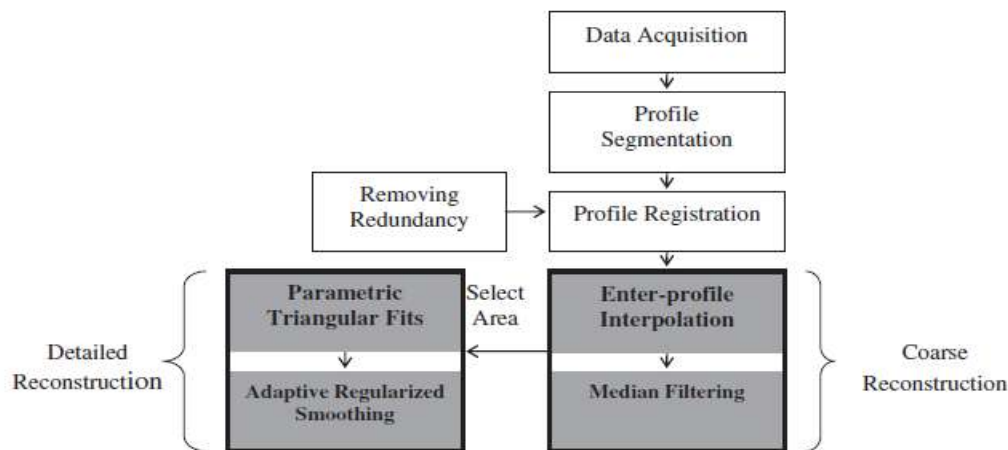 Data Acquisition
Profile
Segmentation
Removing
Redundancy
Profile Registration
Parametric
Triangular Fits
Select
Area
Enter-profile
Interpolation
Detailed
Reconstruction
Adaptive Regularized
Smoothing
Median Filtering
Coarse
Reconstruction